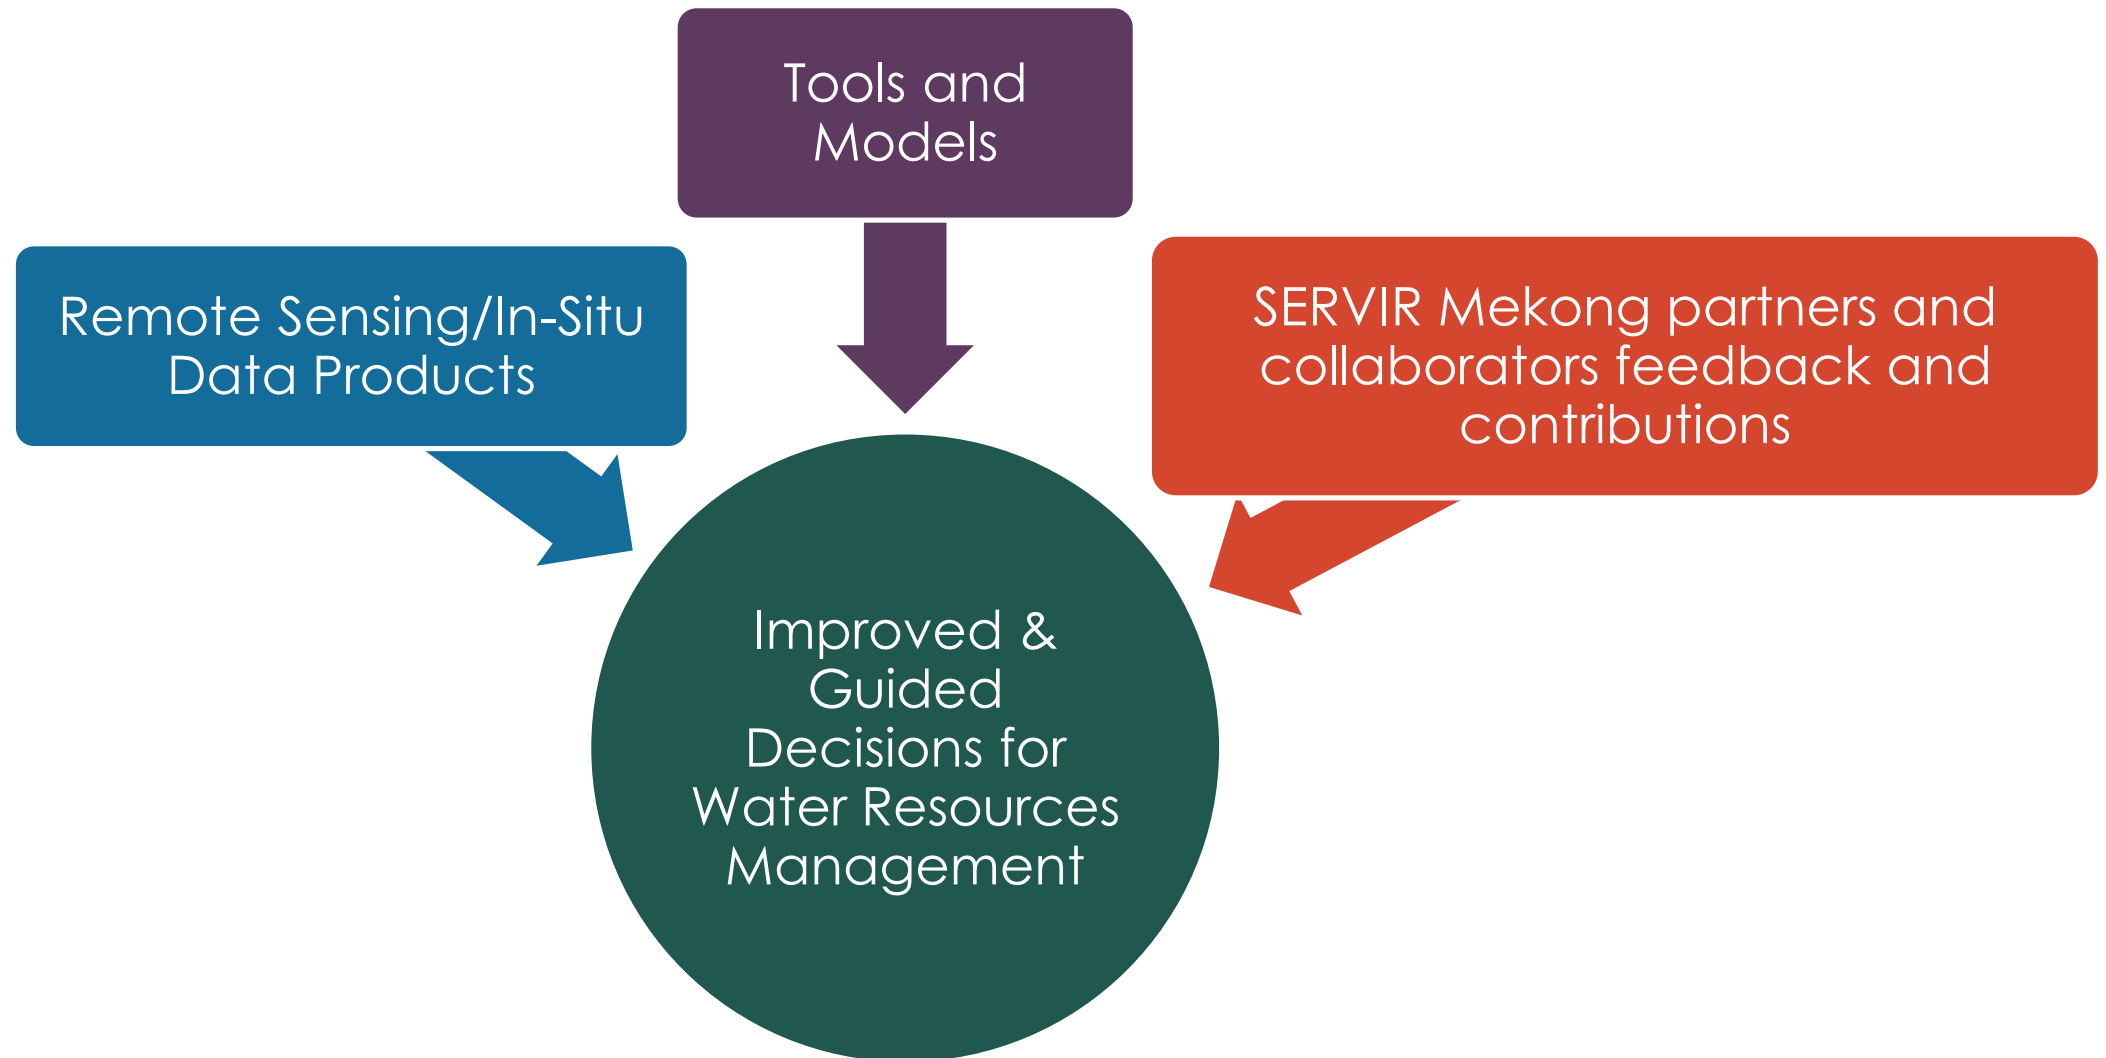 Tools and
Models
Remote Sensing/In-Situ
Data Products
SERVIR Mekong partners and
collaborators feedback and
contributions
Improved &
Guided
Decisions for
Water Resources
Management